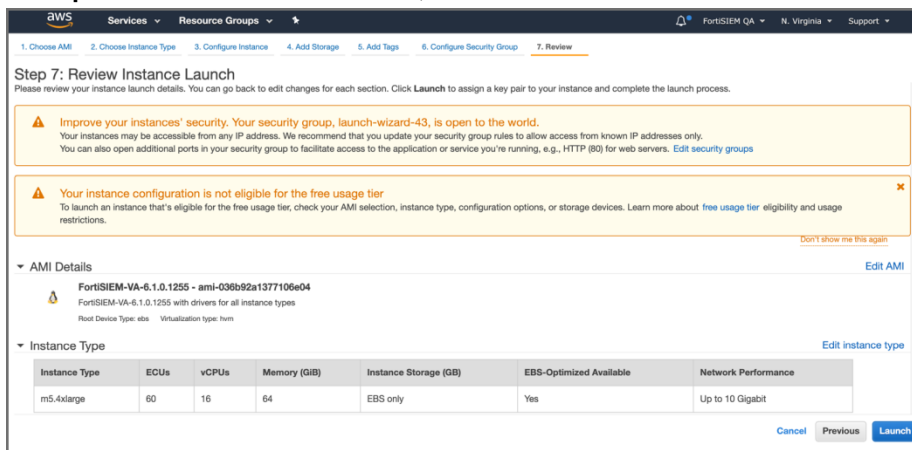 aws Services Resource Groups FortiSIEM QA N. Virginia Support
1. Choose AMI 2. Choose Instance Type 3. Configure Instance 4. Add Storage 5. Add Tags 6. Configure Security Group 7. Review
Step 7: Review Instance Launch
Please review your instance launch details. You can go back to edit changes for each section. Click Launch to assign a key pair to your instance and complete the launch process.
Improve your instances' security. Your security group, launch-wizard-43, is open to the world.
Your instances may be accessible from any IP address. We recommend that you update your security group rules to allow access from known IP addresses only.
You can also open additional ports in your security group to facilitate access to the application or service you're running, e.g., HTTP (80) for web servers. Edit security groups
Your instance configuration is not eligible for the free usage tier
To launch an instance that's eligible for the free usage tier, check your AMI selection, instance type, configuration options, or storage devices. Learn more about free usage tier eligibility and usage
restrictions.
Don't show me this again
AMI Details Edit AMI
FortiSIEM-VA-6.1.0.1255 - ami-036b92a1377106e04
FortiSIEM-VA-6.1.0.1255 with drivers for all instance types
Root Device Type: ebs Virtualization type: hvm
Instance Type Edit instance type
Instance Type ECUs vCPUs Memory (GiB) Instance Storage (GB) EBS-Optimized Available Network Performance
m5.4xlarge 60 16 64 EBS only Yes Up to 10 Gigabit
Cancel Previous Launch